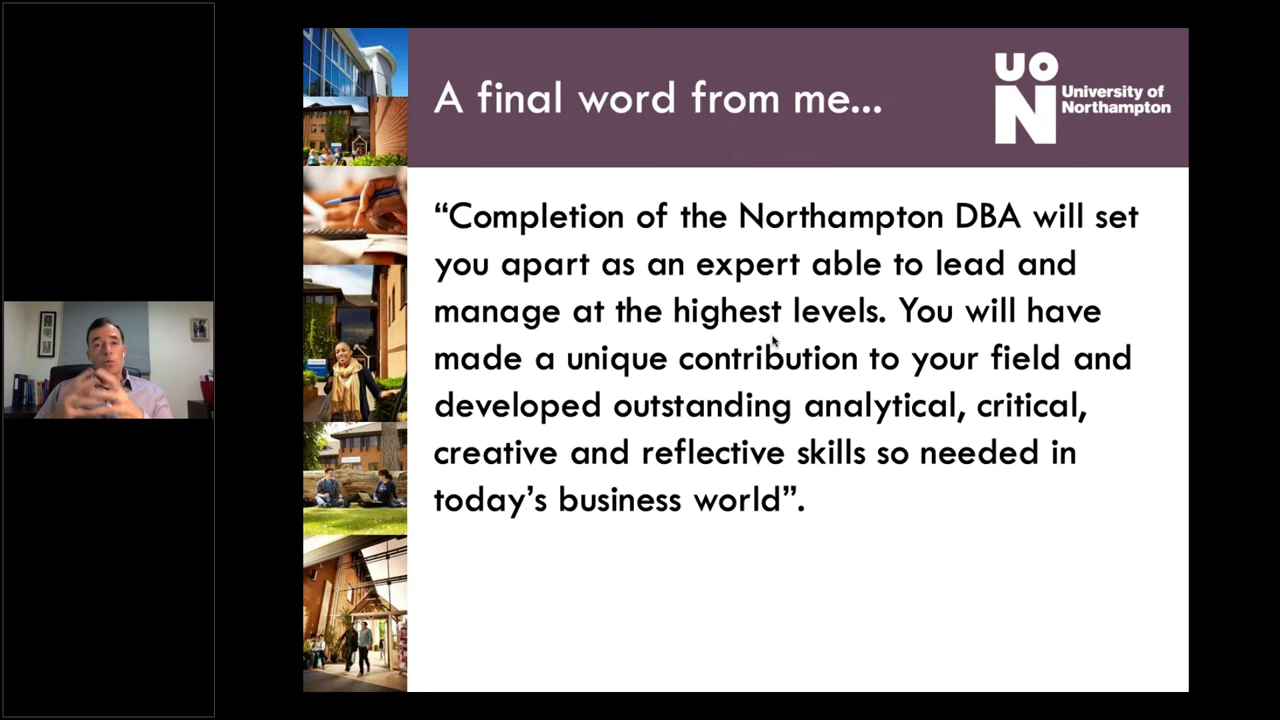 A final word from me...
UON
University of
Northampton
“Completion of the Northampton DBA will set
you apart as an expert able to lead and
manage at the highest levels. You will have
made a unique contribution to your field and
developed outstanding analytical, critical,
creative and reflective skills so needed in
today’s business world”.